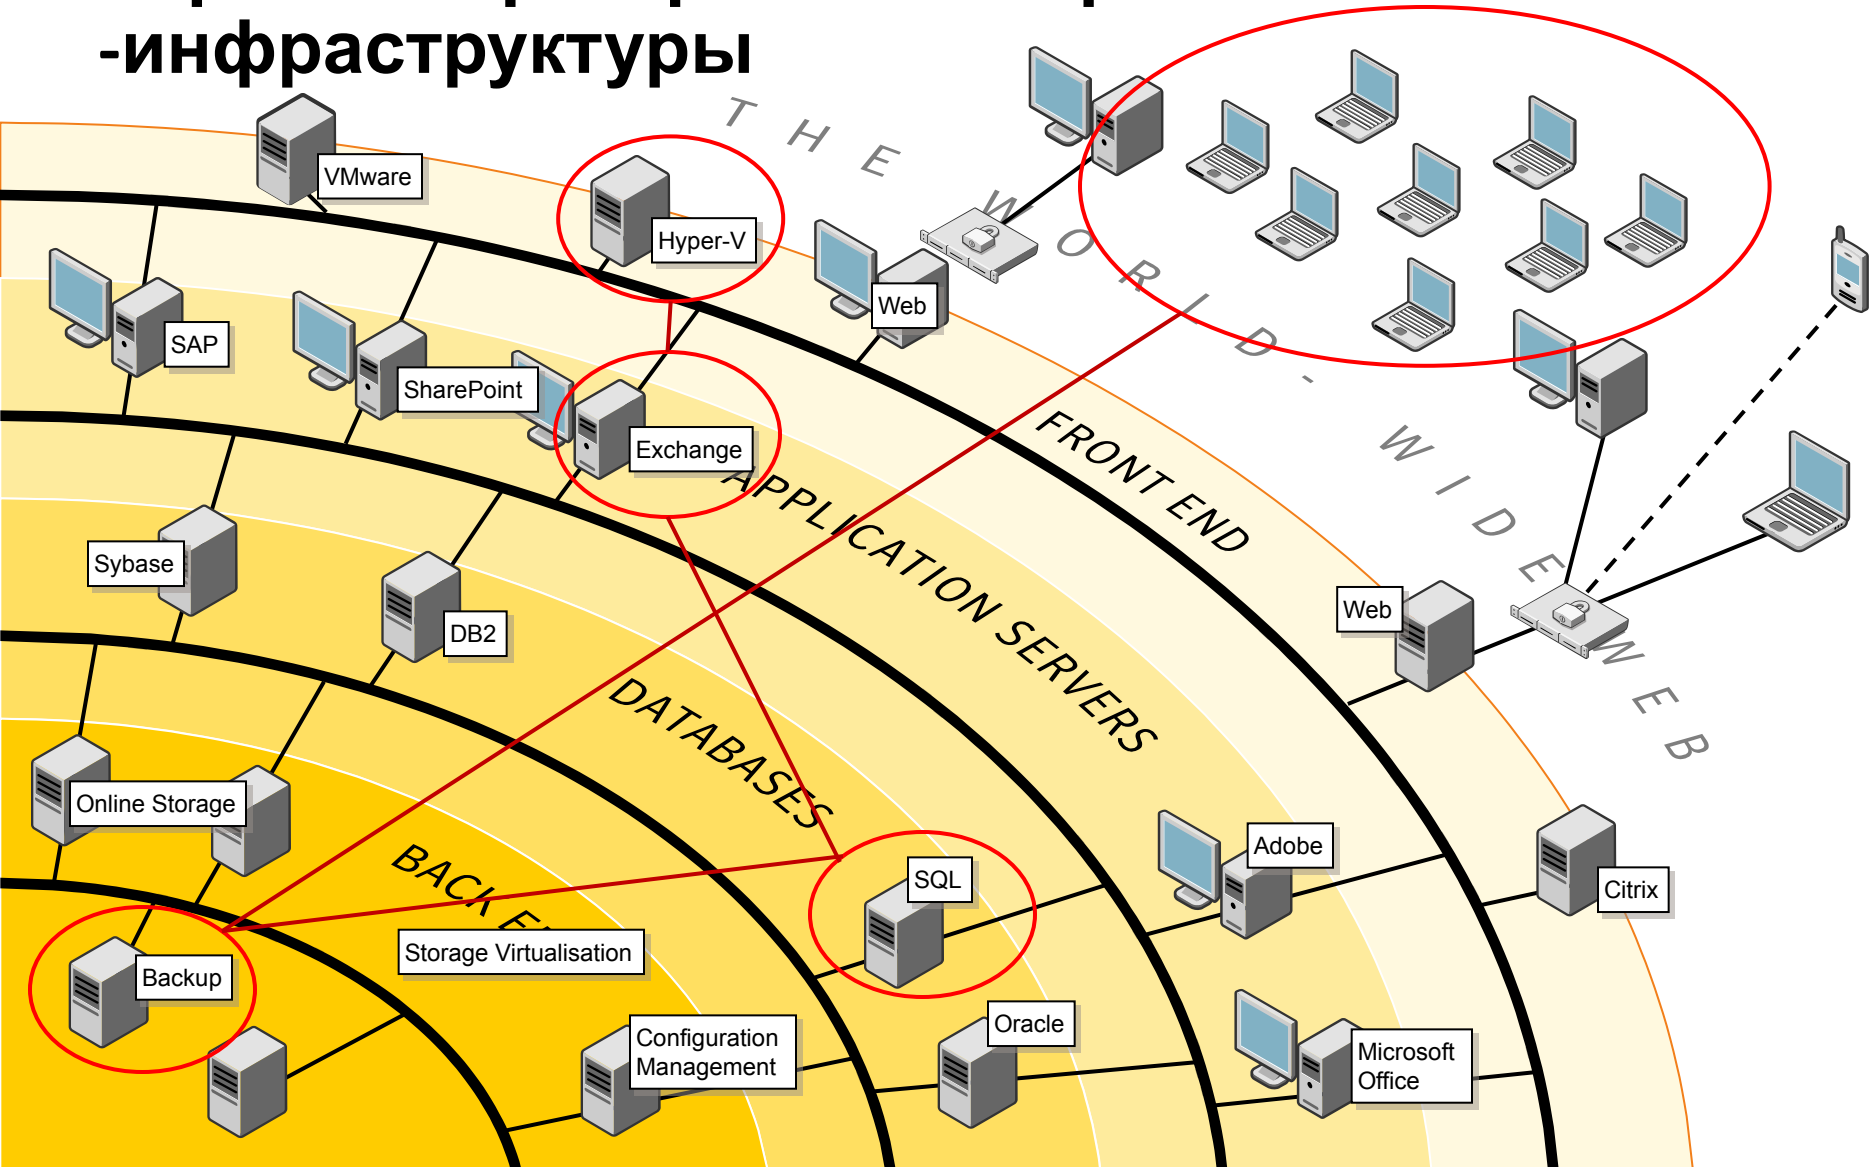 -инфраструктуры
THE WORLD-WIDE WEB
VMware
Hyper-V
Web
SAP
SharePoint
Exchange
FRONT END
APPLICATION SERVERS
Sybase
DB2
Web
DATABASES
Online Storage
BACK
Adobe
SQL
Citrix
Storage Virtualisation
Backup
Oracle
Configuration
Management
Microsoft
Office